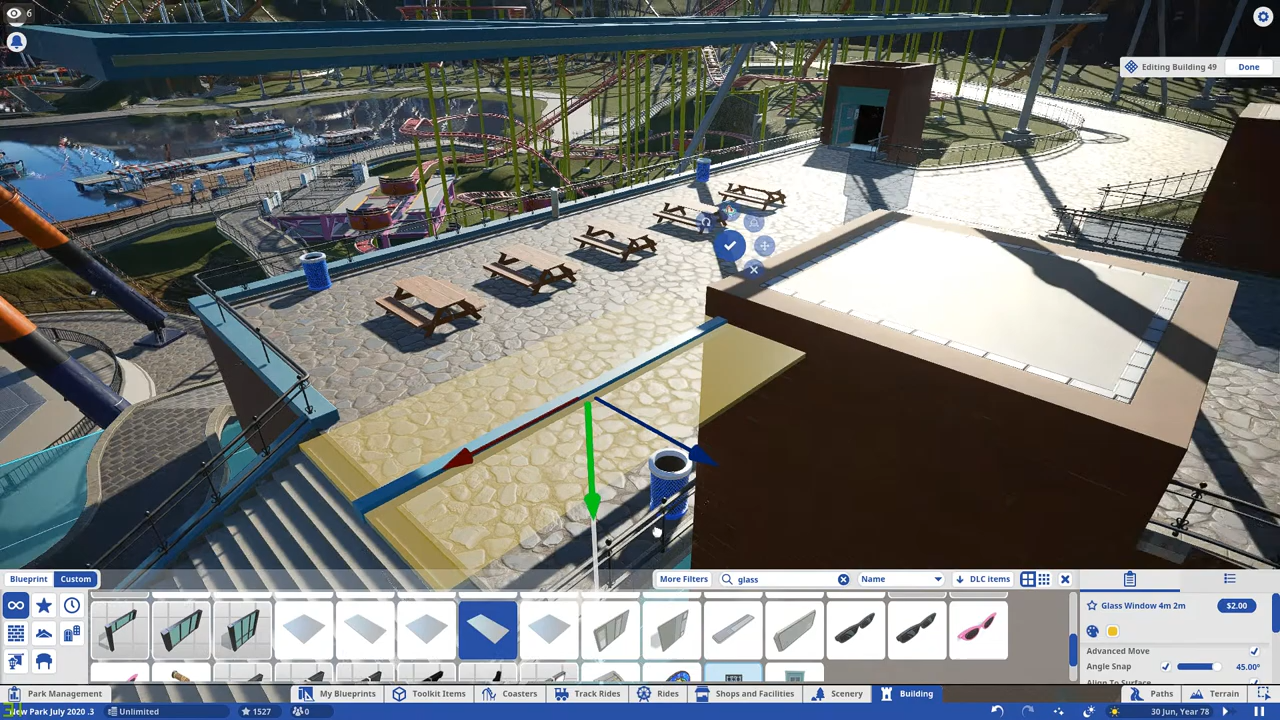 6
Editing Building 49
Done
Blueprint
Custom
More Filters
glass
Name
DLC items
Glass Window 4m 2m
$2.00
Advanced Move
Angle Snap
45.00°
Park Management
My Blueprints
Toolkit Items
Coasters
Track Rides
Rides
Shops and Facilities
Scenery
Building
Paths
Terrain
New Park July 2020 .3
Unlimited
1527
0
30 Jun, Year 78